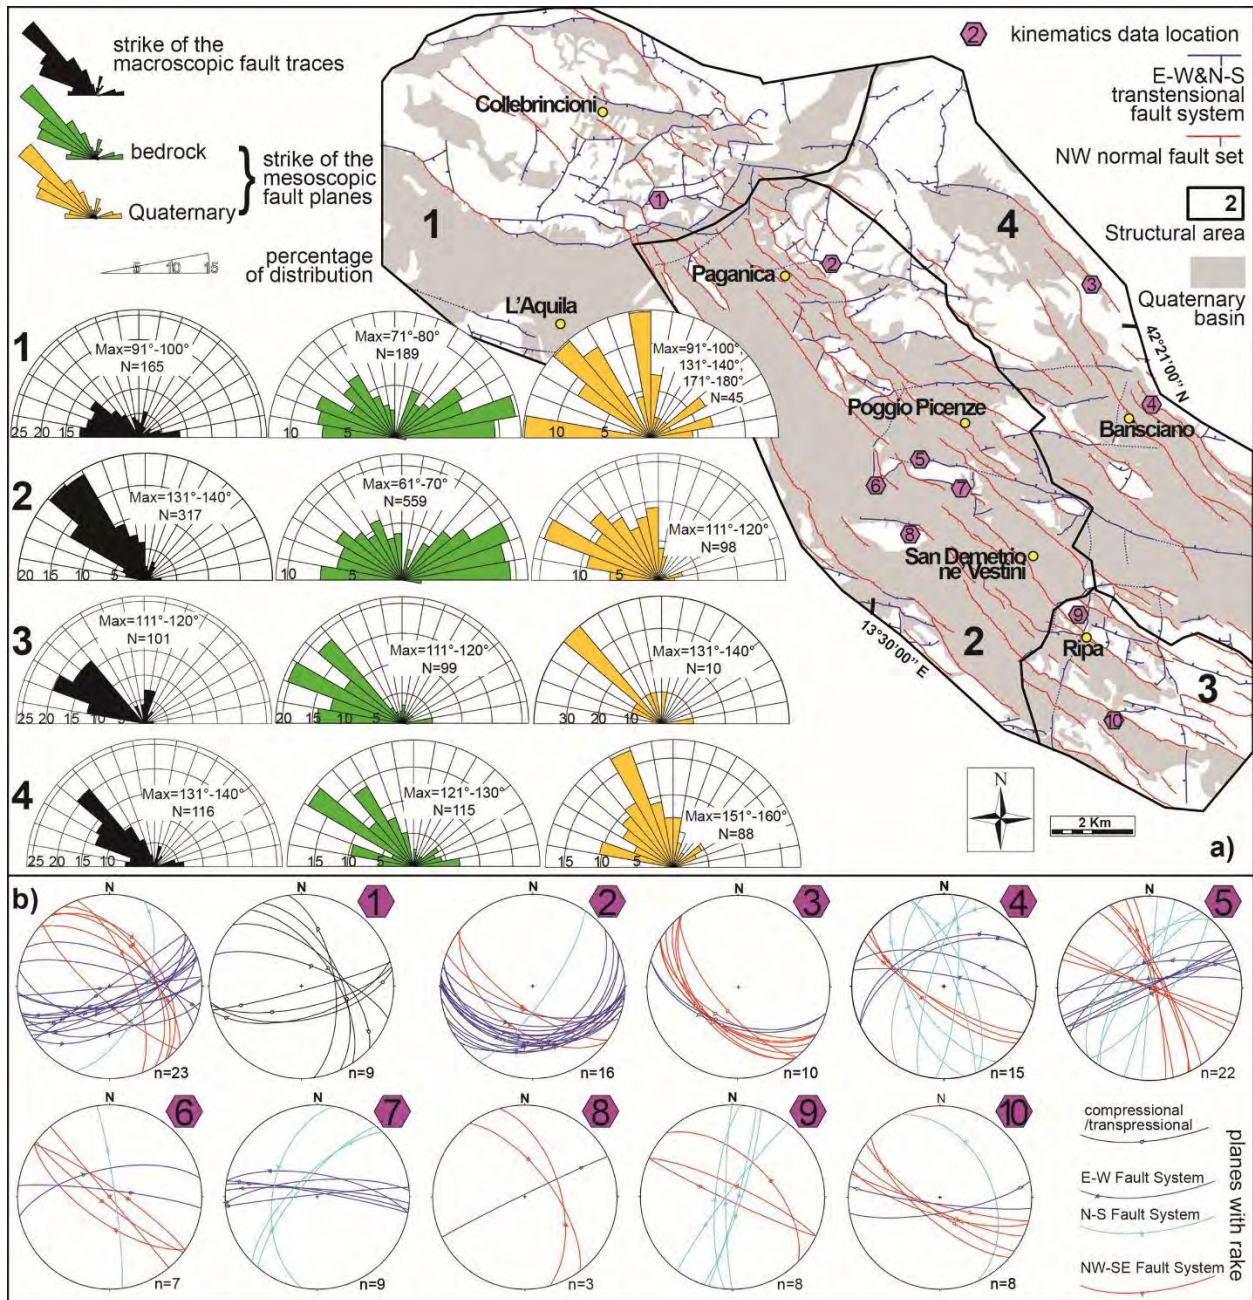 strike of the
macroscopic fault traces
bedrock
Quaternary
strike of the
mesoscopic
fault planes
5 10 15
percentage
of distribution
2 kinematics data location
E-W&N-S
transtensional
fault system
NW normal fault set
2
Structural area
Quaternary
basin
Collebrincioni
1
1
4
2
Paganica
3
L'Aquila
42°21'00'' N
4
Poggio Picenze
Barisciano
5
6
7
8
San Demetrio
ne' Vestini
9
13°30'00'' E
2
Ripa
3
10
N
2 Km
a)
1
Max=91°-100°
N=165
25 20 15 10 5
Max=71°-80°
N=189
10 5
Max=91°-100°;
131°-140°
171°-180°
N=45
10 5
2
Max=131°-140°
N=317
20 15 10 5
Max=61°-70°
N=559
10 5
Max=111°-120°
N=98
10 5
3
Max=111°-120°
N=101
25 20 15 10 5
Max=111°-120°
N=99
20 15 10 5
Max=131°-140°
N=10
30 20 10
4
Max=131°-140°
N=116
25 20 15 10 5
Max=121°-130°
N=115
15 10 5
Max=151°-160°
N=88
15 10 5
b)
N
1
n=23
n=9
N
2
n=16
3
n=10
N
4
n=15
N
5
n=22
N
6
n=7
7
n=9
N
8
n=3
N
9
n=8
N
10
n=8
compressional
/transpressional
E-W Fault System
N-S Fault System
NW-SE Fault System
planes with rake